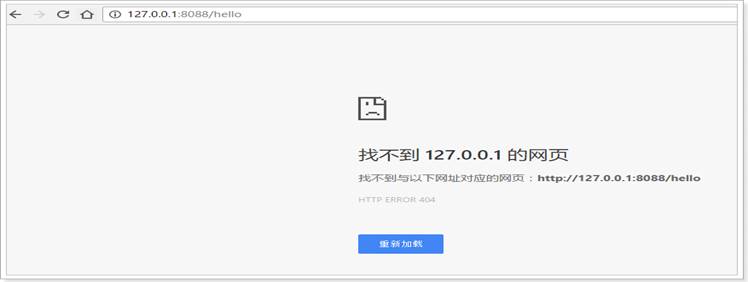 127.0.0.1:8088/hello
找不到 127.0.0.1 的网页
找不到与以下网址对应的网页：http://127.0.0.1:8088/hello
HTTP ERROR 404
重新加载